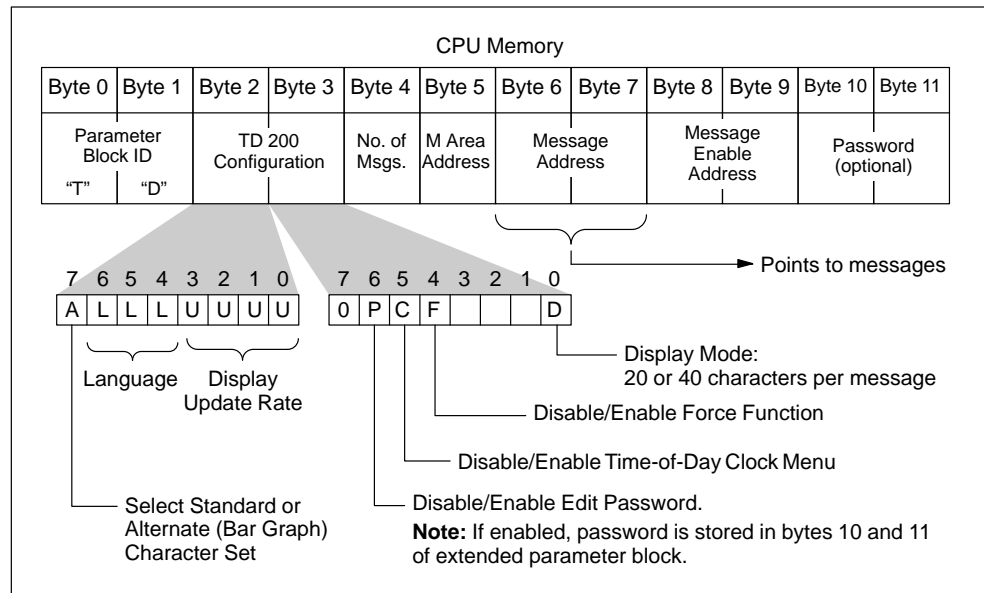 CPU Memory
Byte 0 Byte 1 Byte 2 Byte 3 Byte 4 Byte 5 Byte 6 Byte 7 Byte 8 Byte 9 Byte 10 Byte 11
Parameter
Block ID
“T” “D”
TD 200
Configuration
No. of
Msgs.
M Area
Address
Message
Address
Message
Enable
Address
Password
(optional)
Points to messages
7 6 5 4 3 2 1 0
A L L L U U U U
7 6 5 4 3 2 1 0
0 P C F D
Language
Display
Update Rate
Display Mode:
20 or 40 characters per message
Disable/Enable Force Function
Disable/Enable Time-of-Day Clock Menu
Select Standard or
Alternate (Bar Graph)
Character Set
Disable/Enable Edit Password.
Note: If enabled, password is stored in bytes 10 and 11
of extended parameter block.